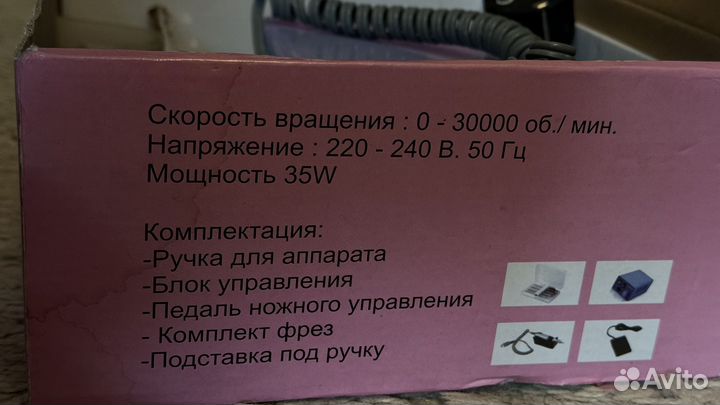 Скорость вращения : 0 - 30000 об./ мин.
Напряжение : 220 - 240 В. 50 Гц
Мощность 35W
Комплектация:
-Ручка для аппарата
-Блок управления
-Педаль ножного управления
- Комплект фрез
-Подставка под ручку
Avito